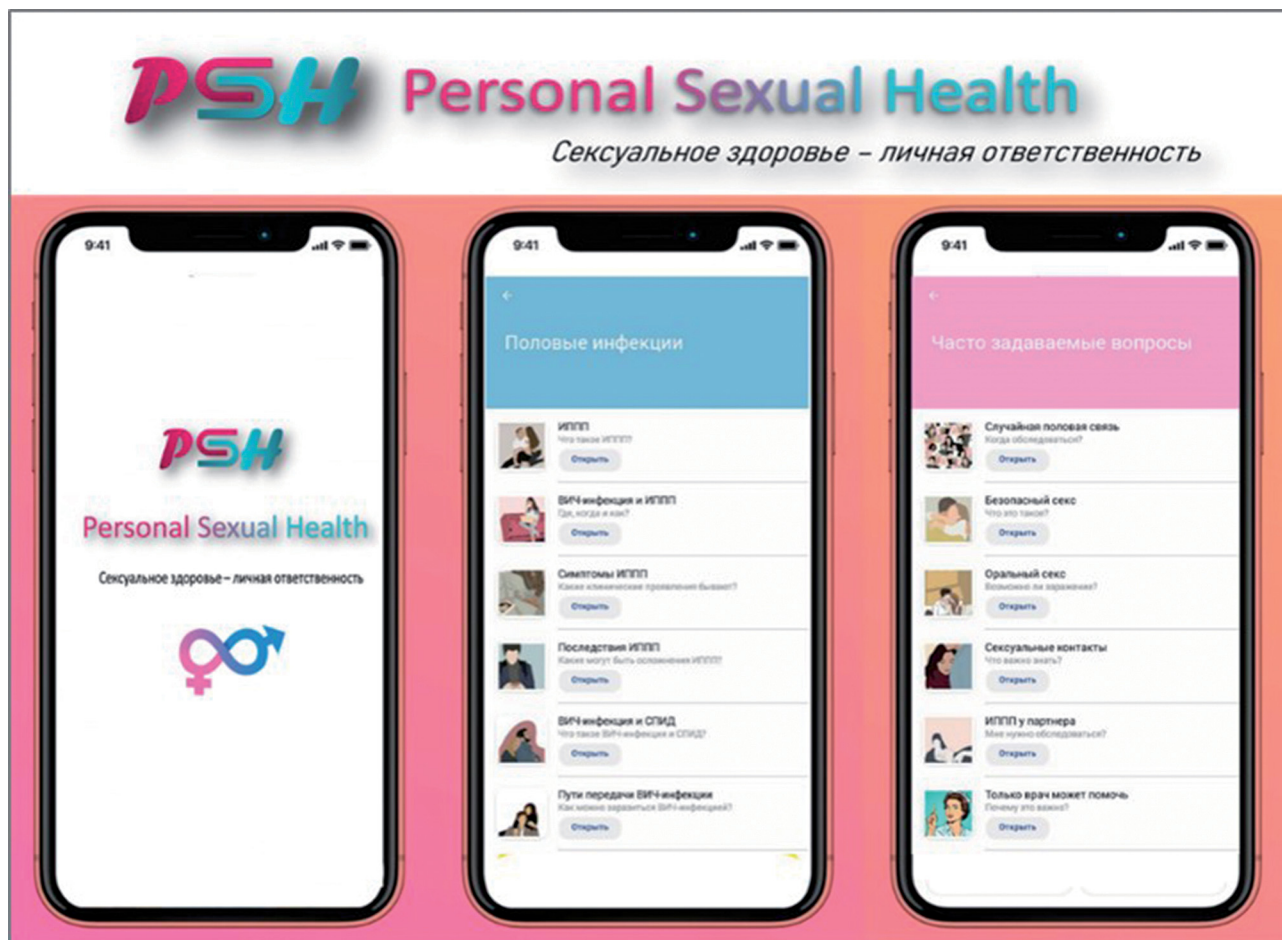 PSH Personal Sexual Health
Сексуальное здоровье – личная ответственность
9:41
PSH
Personal Sexual Health
Сексуальное здоровье – личная ответственность
9:41
Половые инфекции
ИППП
Что такое ИППП?
Открыть
ВИЧ-инфекция и ИППП
Где, когда и как?
Открыть
Симптомы ИППП
Какие клинические проявления бывают?
Открыть
Последствия ИППП
Какие могут быть осложнения ИППП?
Открыть
ВИЧ-инфекция и СПИД
Что такое ВИЧ-инфекция и СПИД?
Открыть
Пути передачи ВИЧ-инфекции
Как можно заразиться ВИЧ-инфекцией?
Открыть
9:41
Часто задаваемые вопросы
Случайная половая связь
Когда обследоваться?
Открыть
Безопасный секс
Что это такое?
Открыть
Оральный секс
Возможно ли заражение?
Открыть
Сексуальные контакты
Что важно знать?
Открыть
ИППП у партнера
Мне нужно обследоваться?
Открыть
Только врач может помочь
Почему это важно?
Открыть